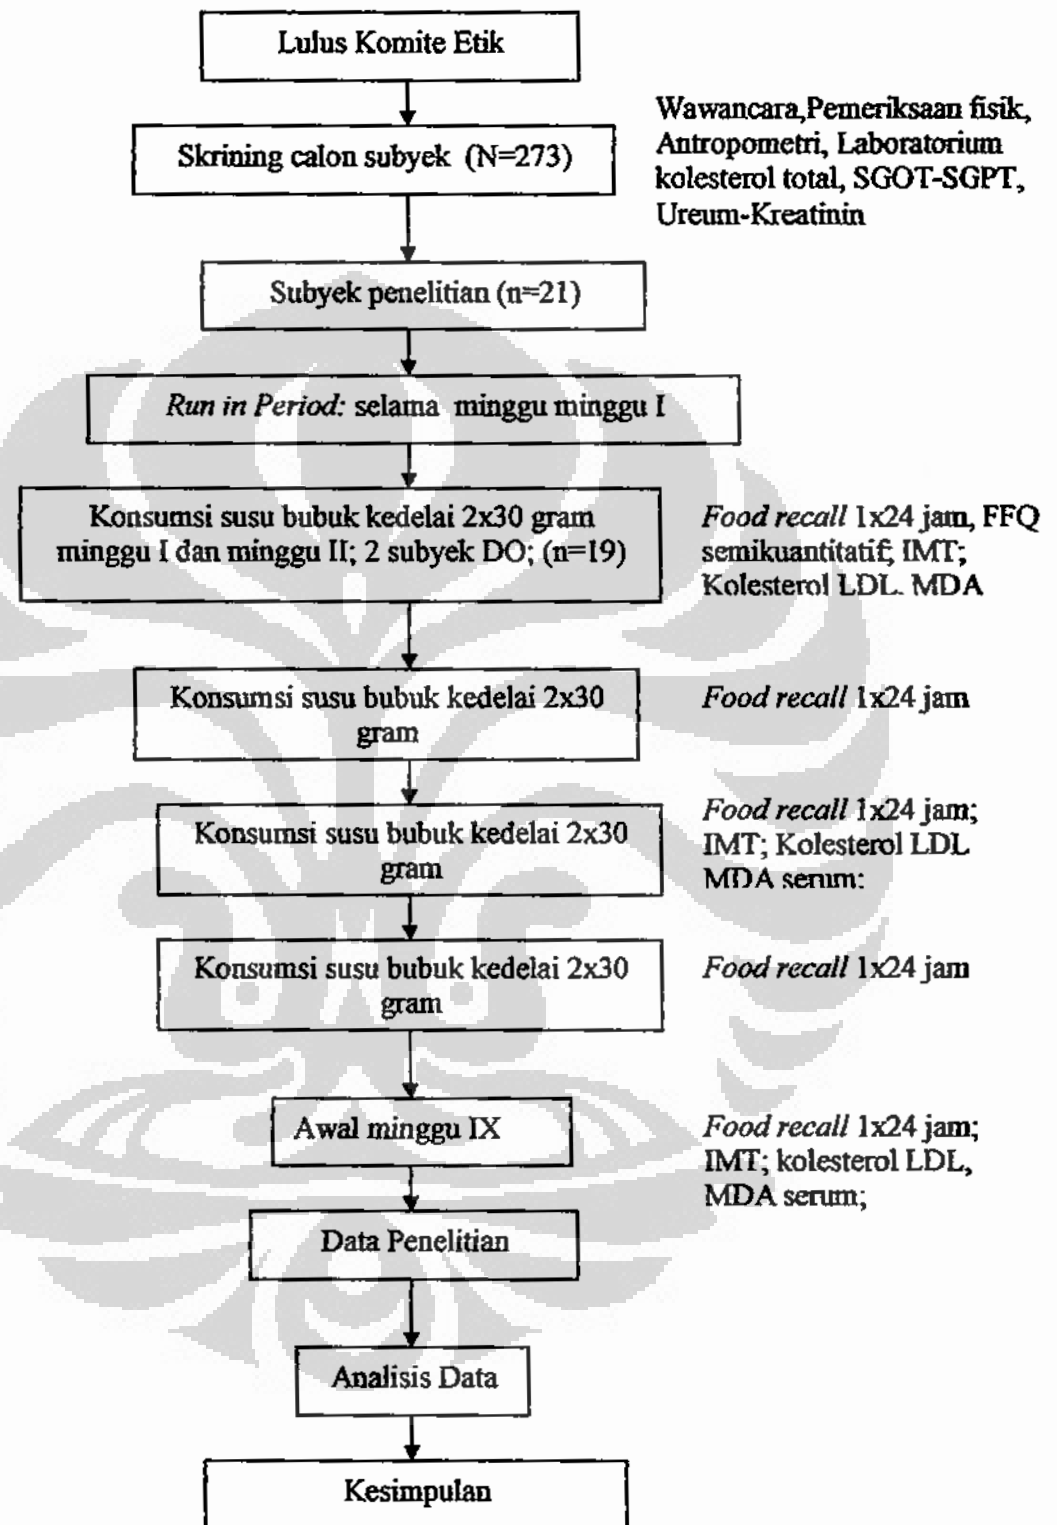 Lulus Komite Etik
Skrining calon subyek (N=273)
Wawancara,Pemeriksaan fisik,
Antropometri, Laboratorium
kolesterol total, SGOT-SGPT,
Ureum-Kreatinin
Subyek penelitian (n=21)
Run in Period: selama minggu minggu I
Konsumsi susu bubuk kedelai 2x30 gram
minggu I dan minggu II; 2 subyek DO; (n=19)
Food recall 1x24 jam, FFQ
semikuantitatif; IMT;
Kolesterol LDL. MDA
Konsumsi susu bubuk kedelai 2x30
gram
Food recall 1x24 jam
Konsumsi susu bubuk kedelai 2x30
gram
Food recall 1x24 jam;
IMT; Kolesterol LDL
MDA serum:
Konsumsi susu bubuk kedelai 2x30
gram
Food recall 1x24 jam
Awal minggu IX
Food recall 1x24 jam;
IMT; kolesterol LDL,
MDA serum;
Data Penelitian
Analisis Data
Kesimpulan